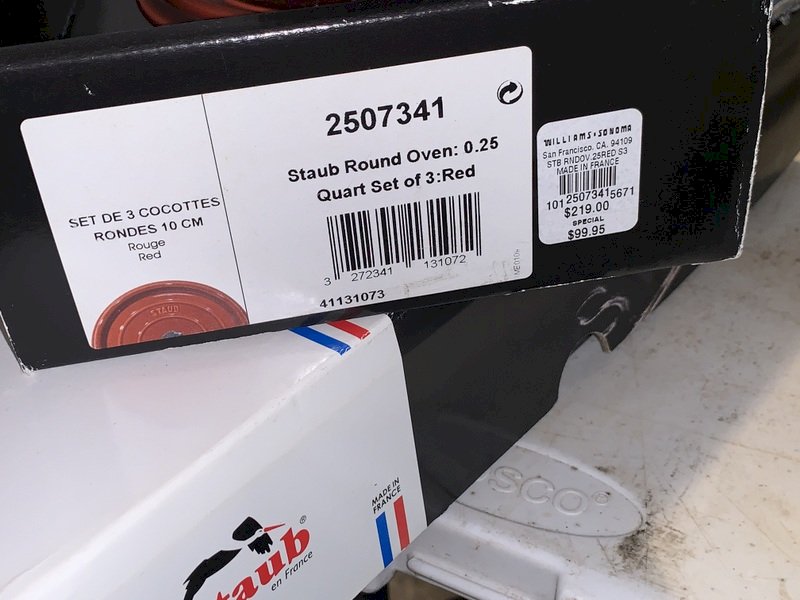 2507341
Staub Round Oven: 0.25
Quart Set of 3:Red
3 272341 131072
41131073
SET DE 3 COCOTTES
RONDES 10 CM
Rouge
Red
STAUB
WILLIAMS-SONOMA
San Francisco, CA. 94109
STB RNDOV.25RED S3
MADE IN FRANCE
101 2507341 5671
$219.00
SPECIAL
$99.95
MADE IN
FRANCE
taub®
en France
SCO®